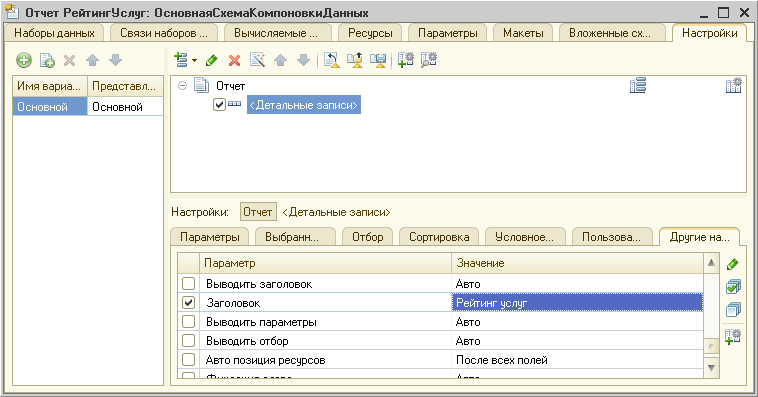 Отчет РейтингУслуг: ОсновнаяСхемаКомпоновкиДанных
Наборы данных Связи наборов ... Вычисляемые ... Ресурсы Параметры Макеты Вложенные сх... Настройки
Имя вариа... Представл...
Основной Основной
Отчет
<Детальные записи>
Настройки: Отчет <Детальные записи>
Параметры Выбранн... Отбор Сортировка Условное... Пользова... Другие на...
Параметр Значение
Выводить заголовок Авто
Заголовок Рейтинг услуг
Выводить параметры Авто
Выводить отбор Авто
Авто позиция ресурсов После всех полей